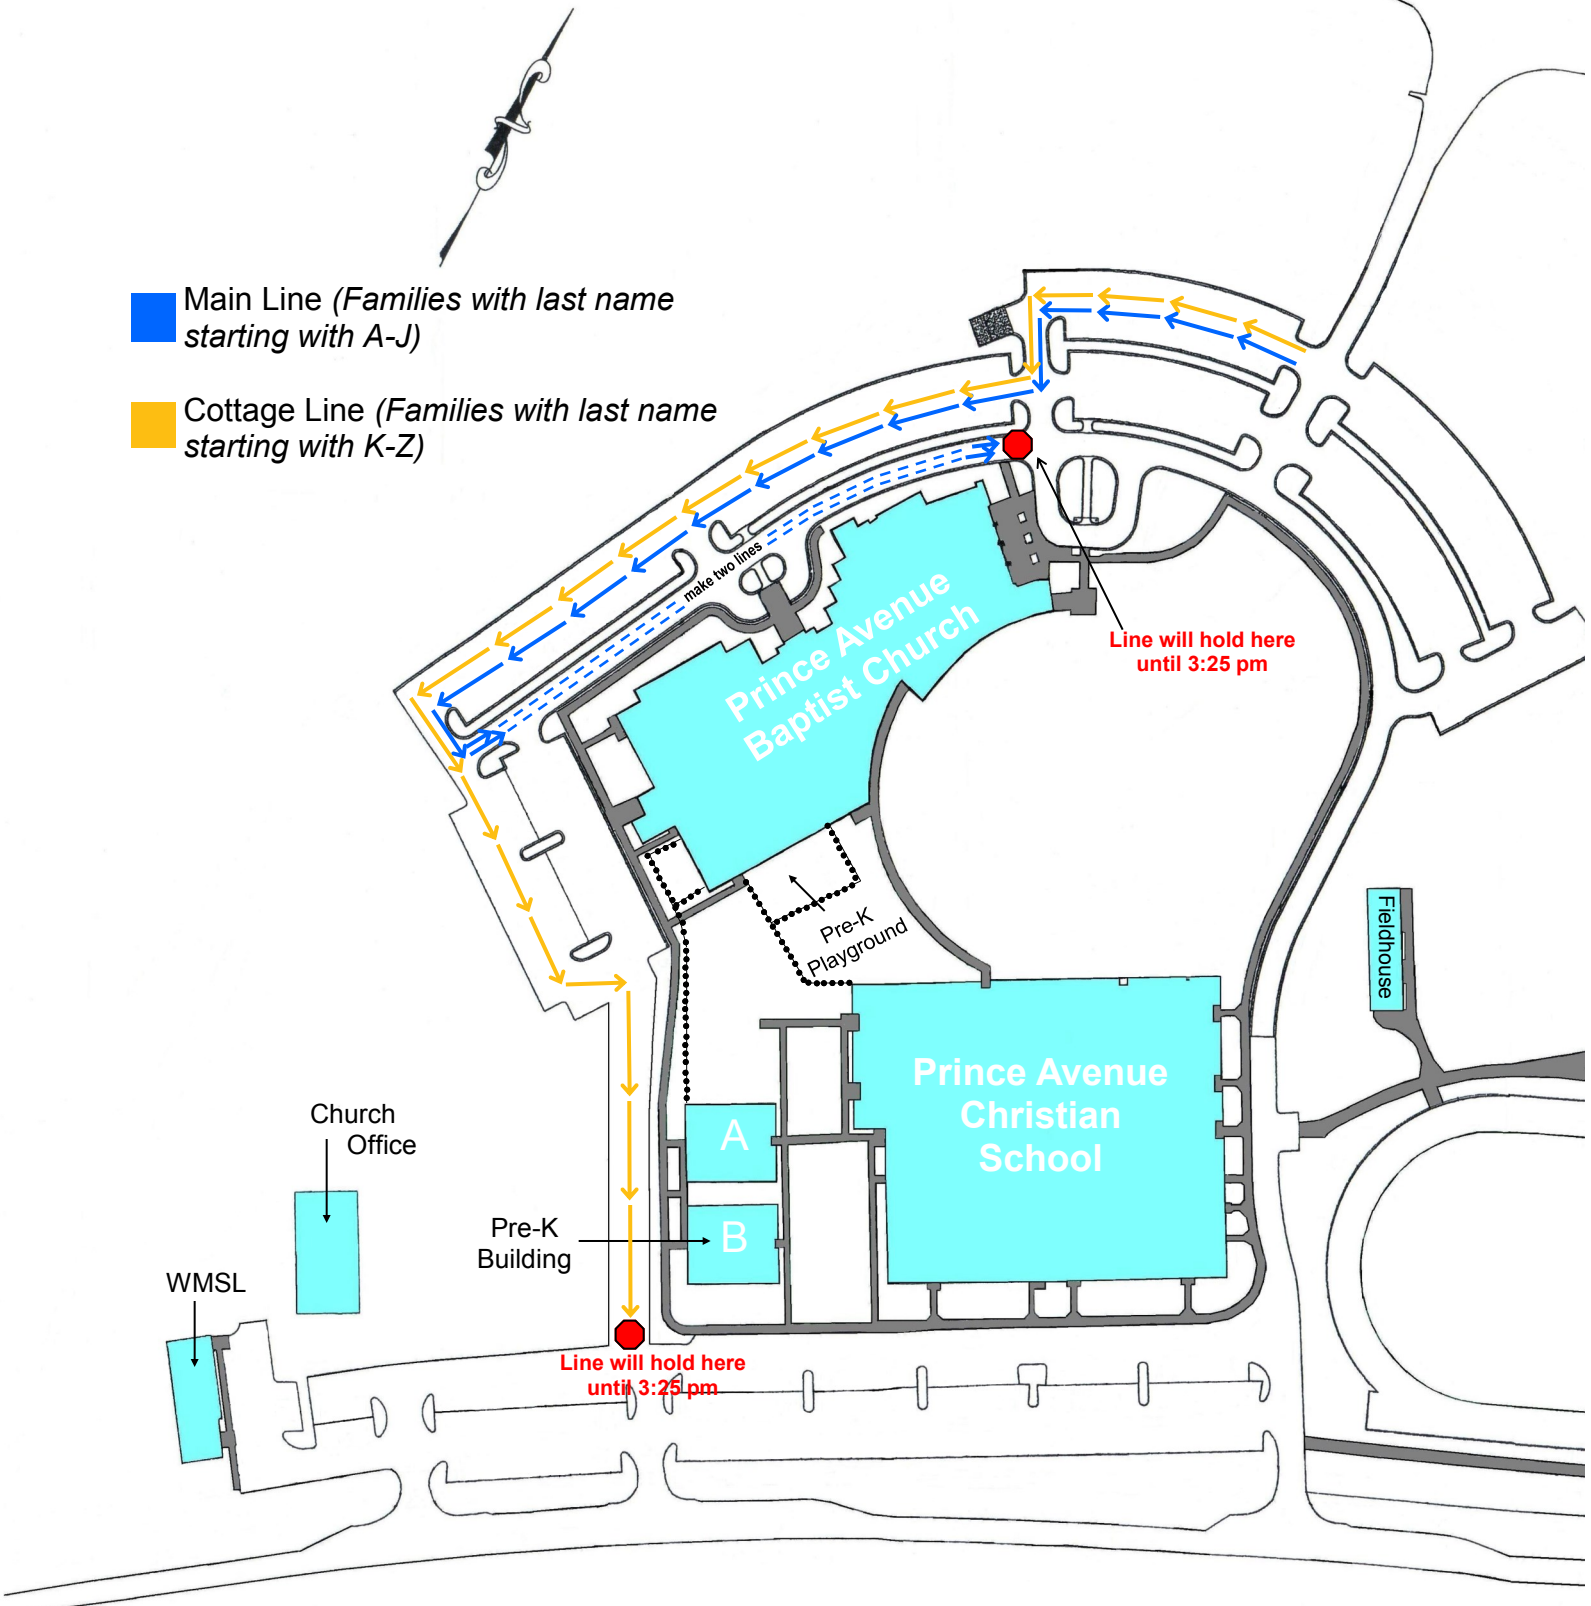 Main Line (Families with last name
starting with A-J)
Cottage Line (Families with last name
starting with K-Z)
make two lines
Prince Avenue
Baptist Church
Line will hold here
until 3:25 pm
Pre-K
Playground
Fieldhouse
Prince Avenue
Christian
School
A
B
Church
Office
Pre-K
Building
WMSL
Line will hold here
until 3:25 pm